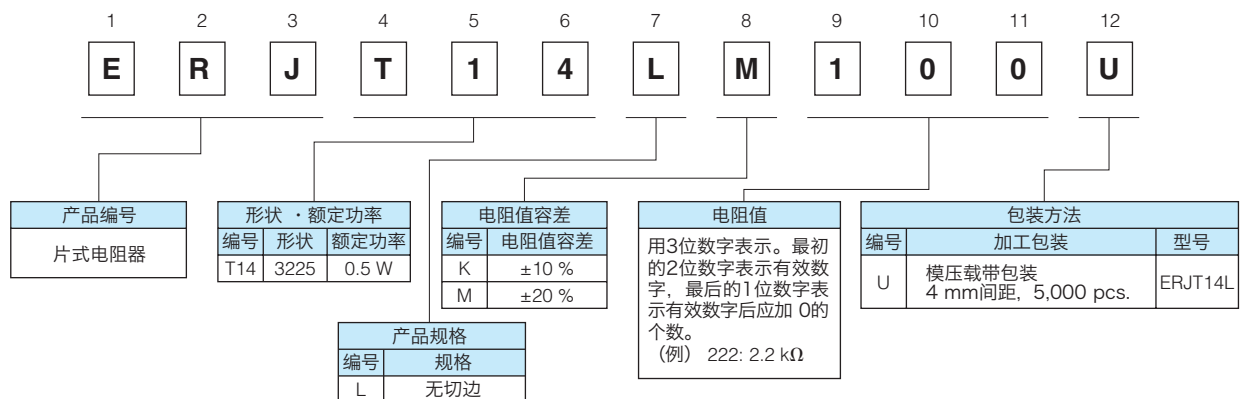 1 2 3 4 5 6 7 8 9 10 11 12
E R J T 1 4 L M 1 0 0 U
产品编号
片式电阻器
形状 ・额定功率
编号 形状 额定功率
T14 3225 0.5 W
产品规格
编号 规格
L 无切边
电阻值容差
编号 电阻值容差
K ±10 %
M ±20 %
电阻值
用3位数字表示。最初
的2位数字表示有效数
字，最后的1位数字表
示有效数字后应加 0的
个数。
（例） 222: 2.2 kΩ
包装方法
编号 加工包装 型号
U 模压载带包装 ERJT14L
4 mm间距，5,000 pcs.